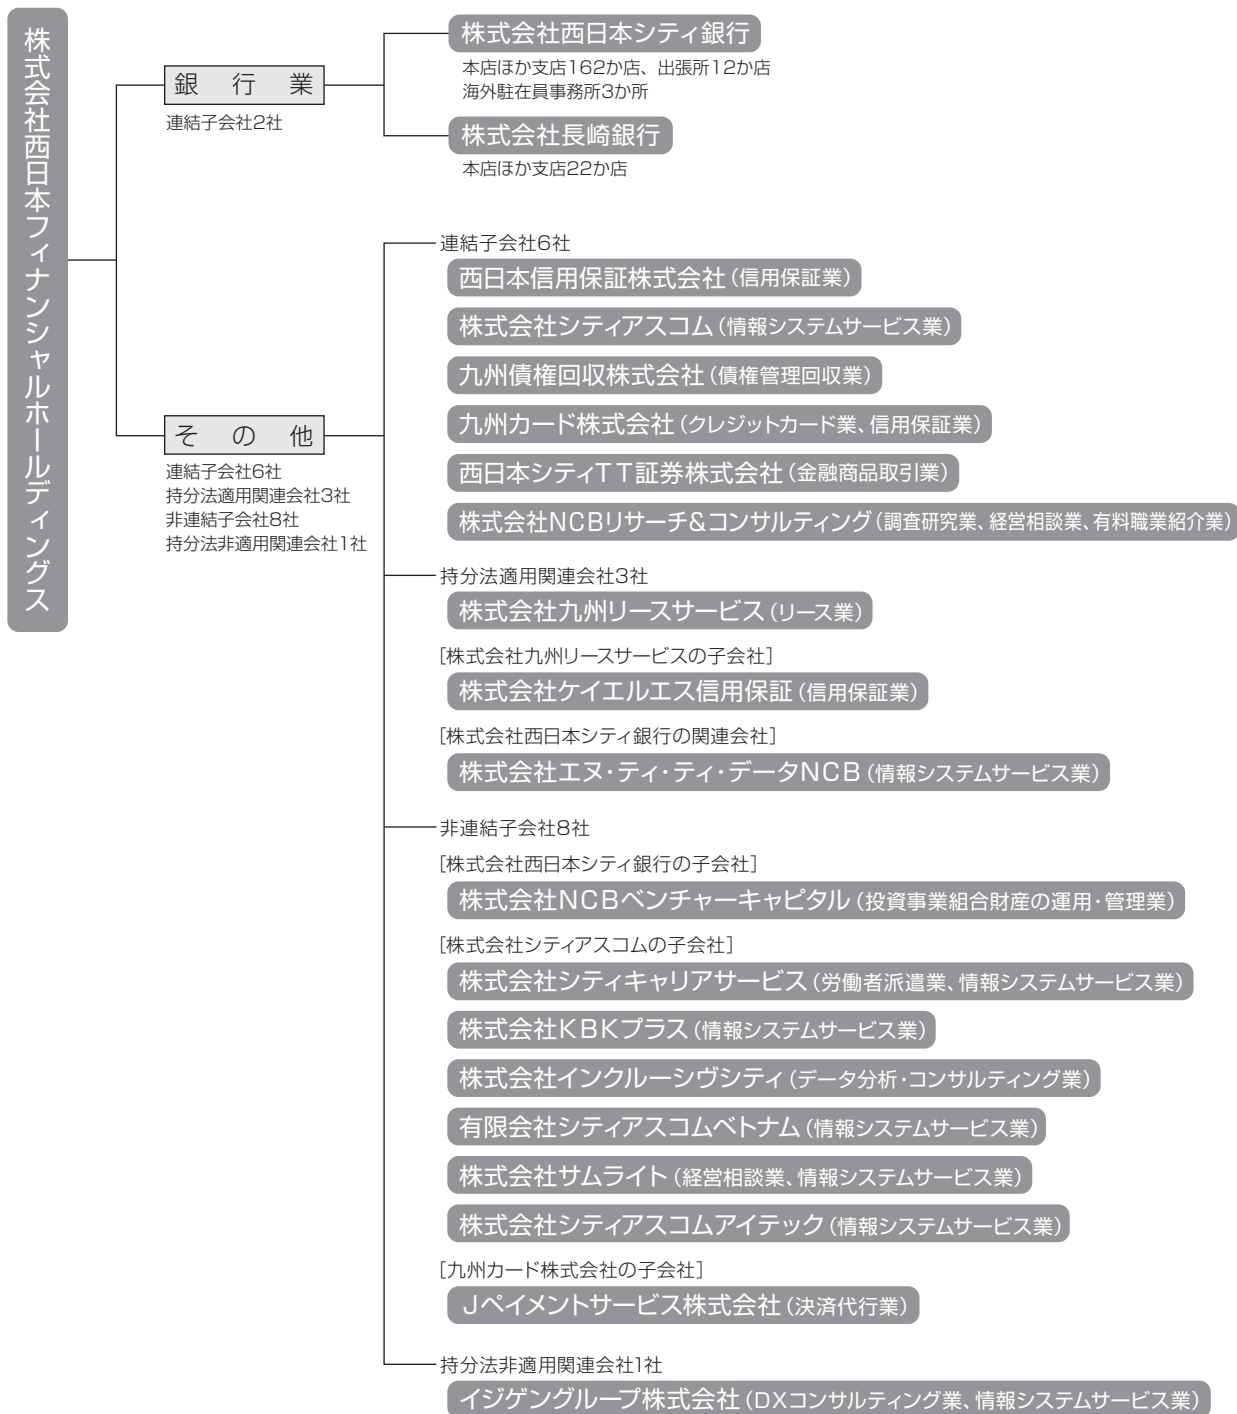 株式会社西日本フィナンシャルホールディングス
銀行業
連結子会社2社
株式会社西日本シティ銀行
本店ほか支店162か店、出張所12か店
海外駐在員事務所3か所
株式会社長崎銀行
本店ほか支店22か店
その他
連結子会社6社
持分法適用関連会社3社
非連結子会社8社
持分法非適用関連会社1社
連結子会社6社
西日本信用保証株式会社(信用保証業)
株式会社シティアスコム(情報システムサービス業)
九州債権回収株式会社(債権管理回収業)
九州カード株式会社(クレジットカード業、信用保証業)
西日本シティTT証券株式会社(金融商品取引業)
株式会社NCBリサーチ&コンサルティング(調査研究業、経営相談業、有料職業紹介業)
持分法適用関連会社3社
株式会社九州リースサービス(リース業)
[株式会社九州リースサービスの子会社]
株式会社ケイエルエス信用保証(信用保証業)
[株式会社西日本シティ銀行の関連会社]
株式会社エヌ・ティ・ティ・データNCB(情報システムサービス業)
非連結子会社8社
[株式会社西日本シティ銀行の子会社]
株式会社NCBベンチャーキャピタル(投資事業組合財産の運用・管理業)
[株式会社シティアスコムの子会社]
株式会社シティキャリアサービス(労働者派遣業、情報システムサービス業)
株式会社KBKプラス(情報システムサービス業)
株式会社インクルーシヴシティ(データ分析・コンサルティング業)
有限会社シティアスコムベトナム(情報システムサービス業)
株式会社サムライト(経営相談業、情報システムサービス業)
株式会社シティアスコムアイテック(情報システムサービス業)
[九州カード株式会社の子会社]
Jペイメントサービス株式会社(決済代行業)
持分法非適用関連会社1社
イジゲングループ株式会社(DXコンサルティング業、情報システムサービス業)